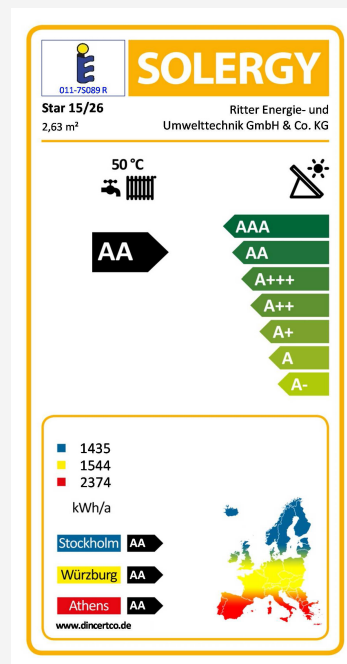 SOLERGY
011-7S089 R
Star 15/26
Ritter Energie- und
2,63 m²
Umwelttechnik GmbH & Co. KG
50 °C
AA
AAA
AA
A+++
A++
A+
A
A-
1435
1544
2374
kWh/a
Stockholm AA
Würzburg AA
Athens AA
www.dincertco.de